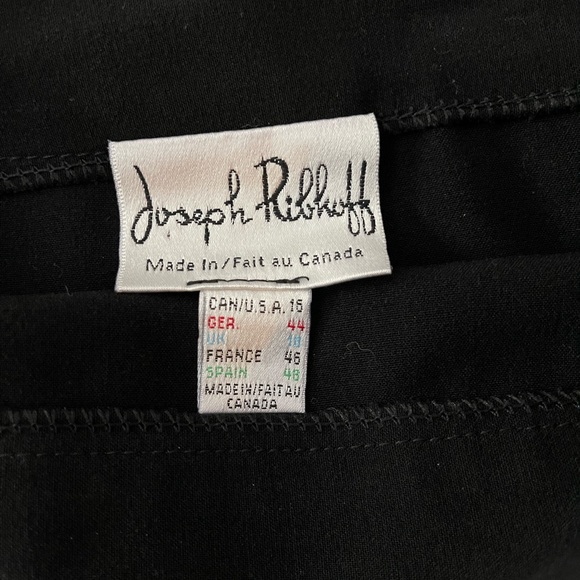 Joseph Ribkoff
Made In/Fait au Canada
CAN/U.S.A. 16
GER. 44
UK 18
FRANCE 46
SPAIN 48
MADE IN/FAIT AU
CANADA